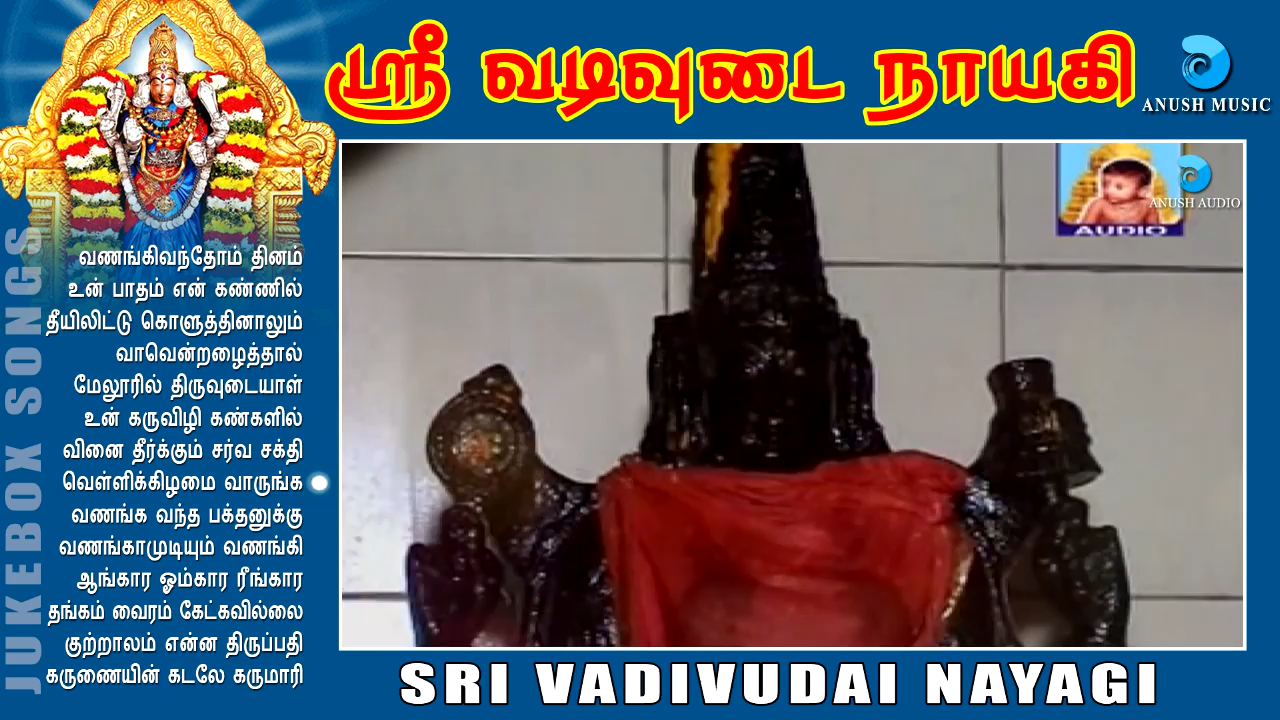 ஸ்ரீ வடிவுடை நாயகி
ANUSH MUSIC
AUDIO
ANUSH AUDIO
JUKEBOX SONGS
வணங்கிவந்தோம் தினம்
உன் பாதம் என் கண்ணில்
தீயிலிட்டு கொளுத்தினாலும்
வாவென்றழைத்தால்
மேலூரில் திருவுடையாள்
உன் கருவிழி கண்களில்
வினை தீர்க்கும் சர்வ சக்தி
வெள்ளிக்கிழமை வாருங்க
வணங்க வந்த பக்தனுக்கு
வணங்காமுடியும் வணங்கி
ஆங்கார ஓம்கார ரீங்கார
தங்கம் வைரம் கேட்கவில்லை
குற்றாலம் என்ன திருப்பதி
கருணையின் கடலே கருமாரி
SRI VADIVUDAI NAYAGI